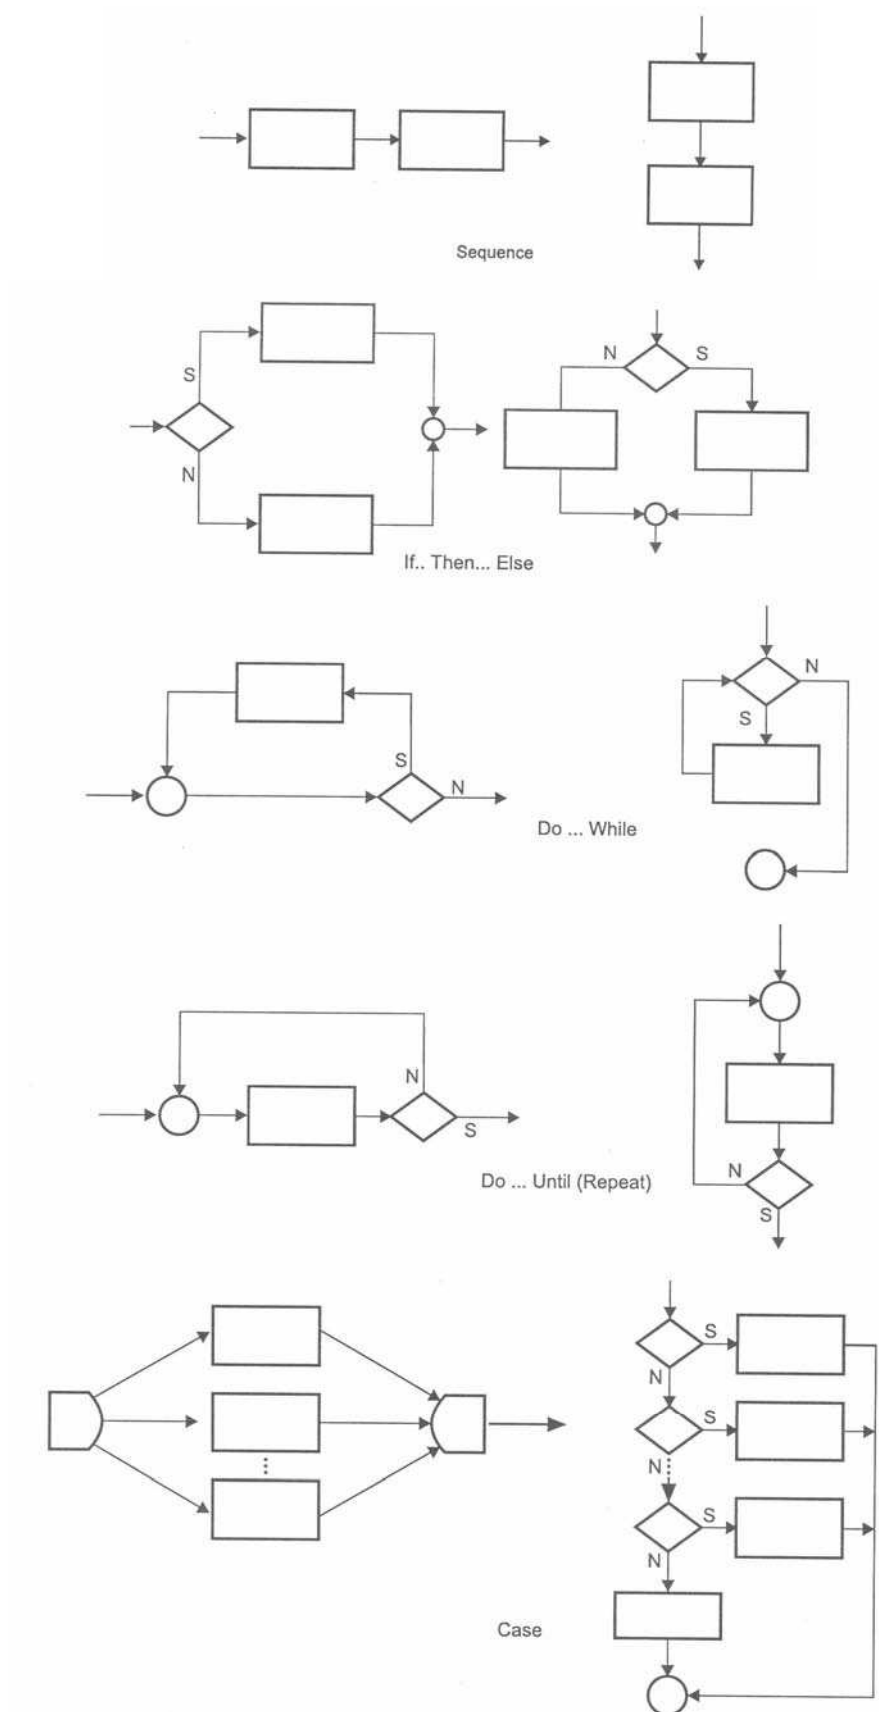 Sequence
S
N
N S
If.. Then... Else
N
S
S
N
Do ... While
N
S
N
S
Do ... Until (Repeat)
N
S
S
N
S
N
S
N
Case